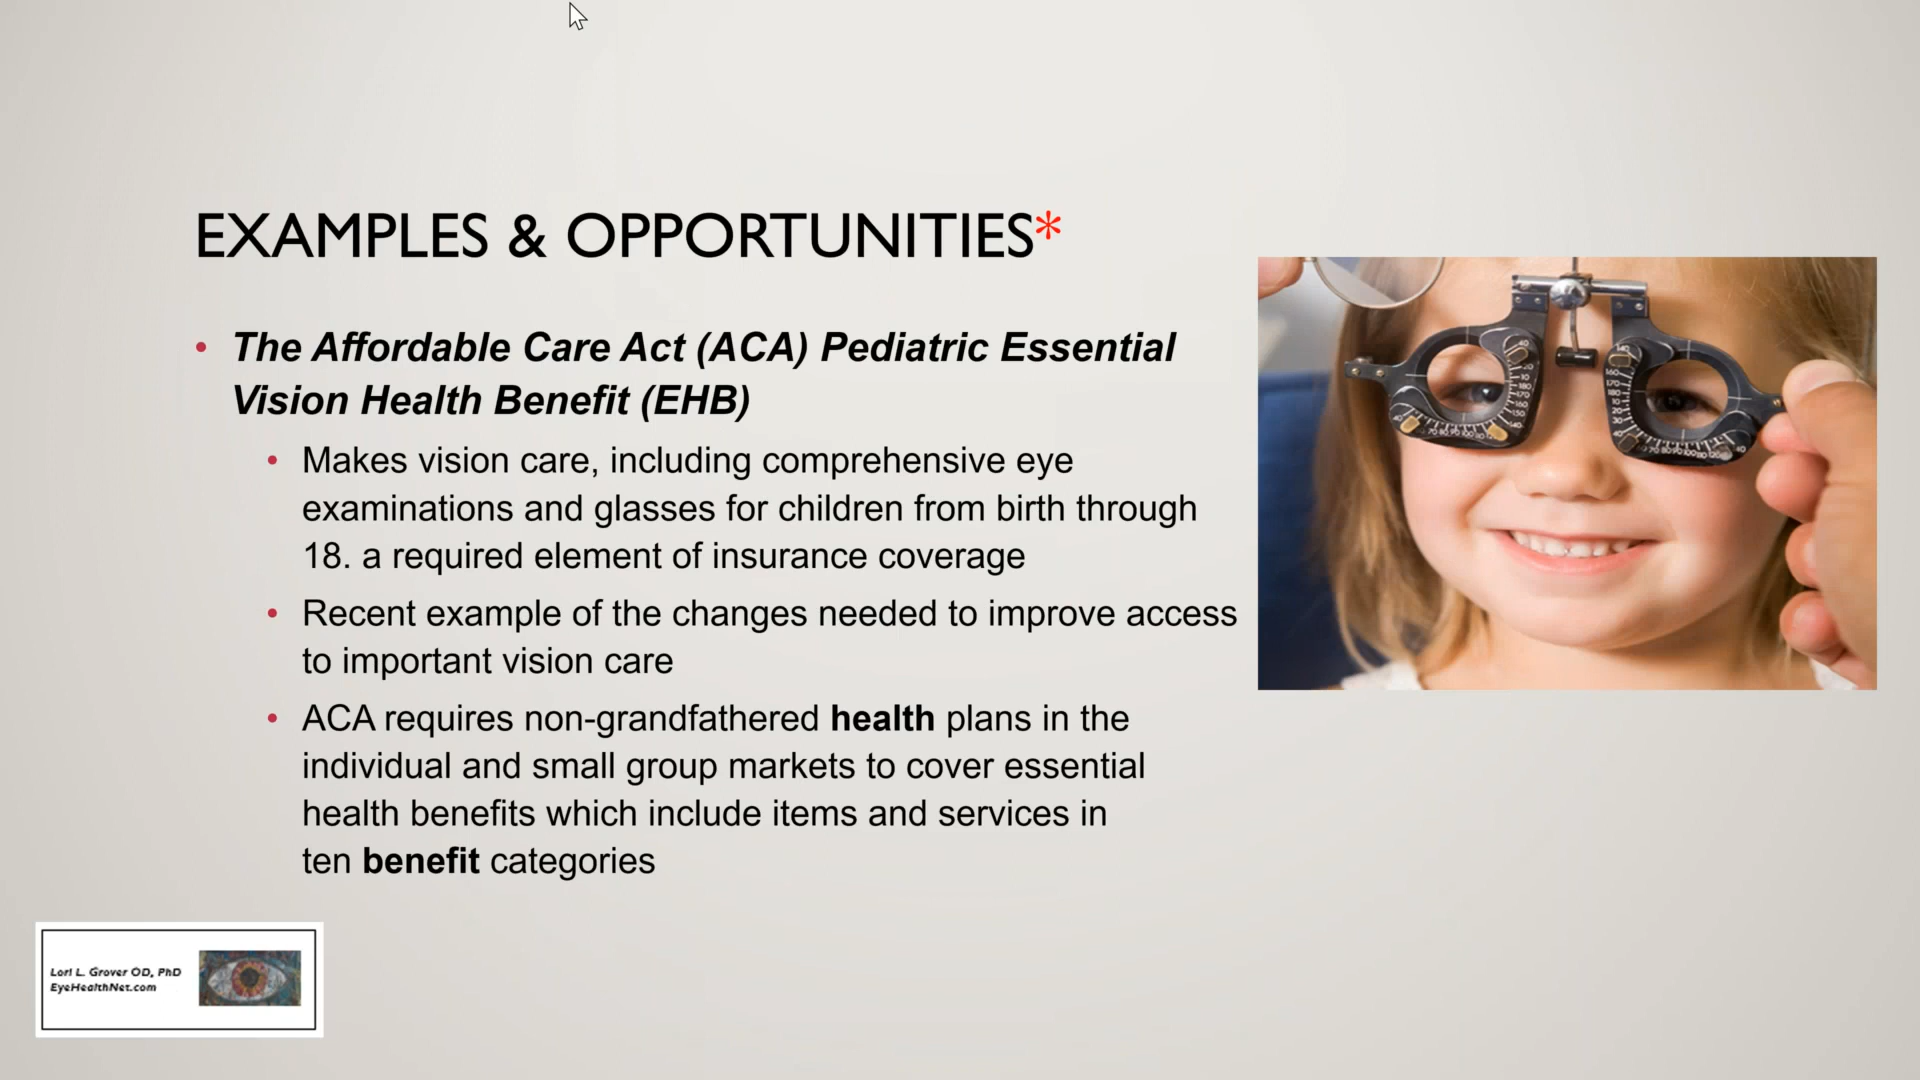 EXAMPLES & OPPORTUNITIES*
• The Affordable Care Act (ACA) Pediatric Essential
Vision Health Benefit (EHB)
• Makes vision care, including comprehensive eye
examinations and glasses for children from birth through
18. a required element of insurance coverage
• Recent example of the changes needed to improve access
to important vision care
• ACA requires non-grandfathered health plans in the
individual and small group markets to cover essential
health benefits which include items and services in
ten benefit categories
Lori L. Grover OD, PhD
EyeHealthNet.com